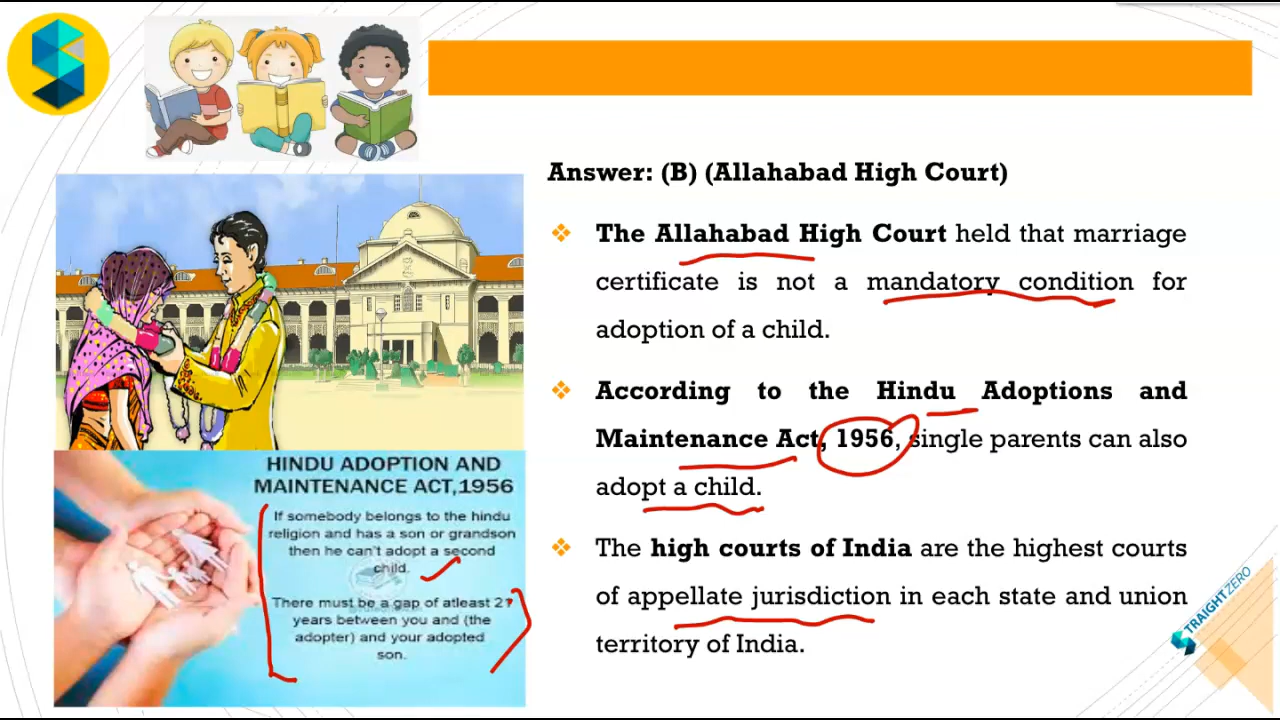 Answer: (B) (Allahabad High Court)
The Allahabad High Court held that marriage
certificate is not a mandatory condition for
adoption of a child.
According to the Hindu Adoptions and
Maintenance Act, 1956, single parents can also
adopt a child.
The high courts of India are the highest courts
of appellate jurisdiction in each state and union
territory of India.
HINDU ADOPTION AND
MAINTENANCE ACT,1956
If somebody belongs to the hindu
religion and has a son or grandson
then he can't adopt a second
child.
There must be a gap of atleast
years between you and (the
adopter) and your adopted
son.
STRAIGHTZERO